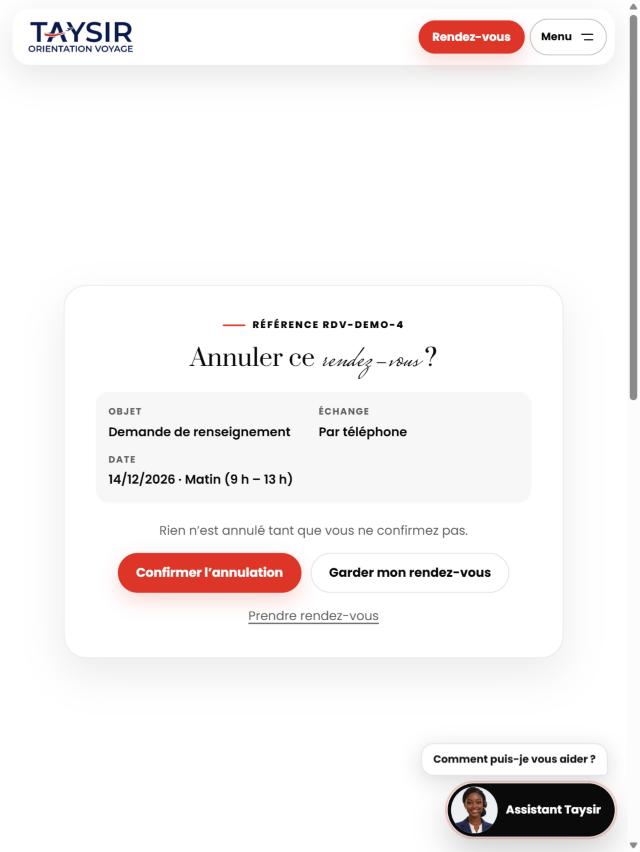 TAYSIR
ORIENTATION VOYAGE
Rendez-vous
Menu
RÉFÉRENCE RDV-DEMO-4
Annuler ce rendez-vous ?
OBJET
Demande de renseignement
ÉCHANGE
Par téléphone
DATE
14/12/2026 · Matin (9 h – 13 h)
Rien n’est annulé tant que vous ne confirmez pas.
Confirmer l’annulation
Garder mon rendez-vous
Prendre rendez-vous
Comment puis-je vous aider ?
Assistant Taysir